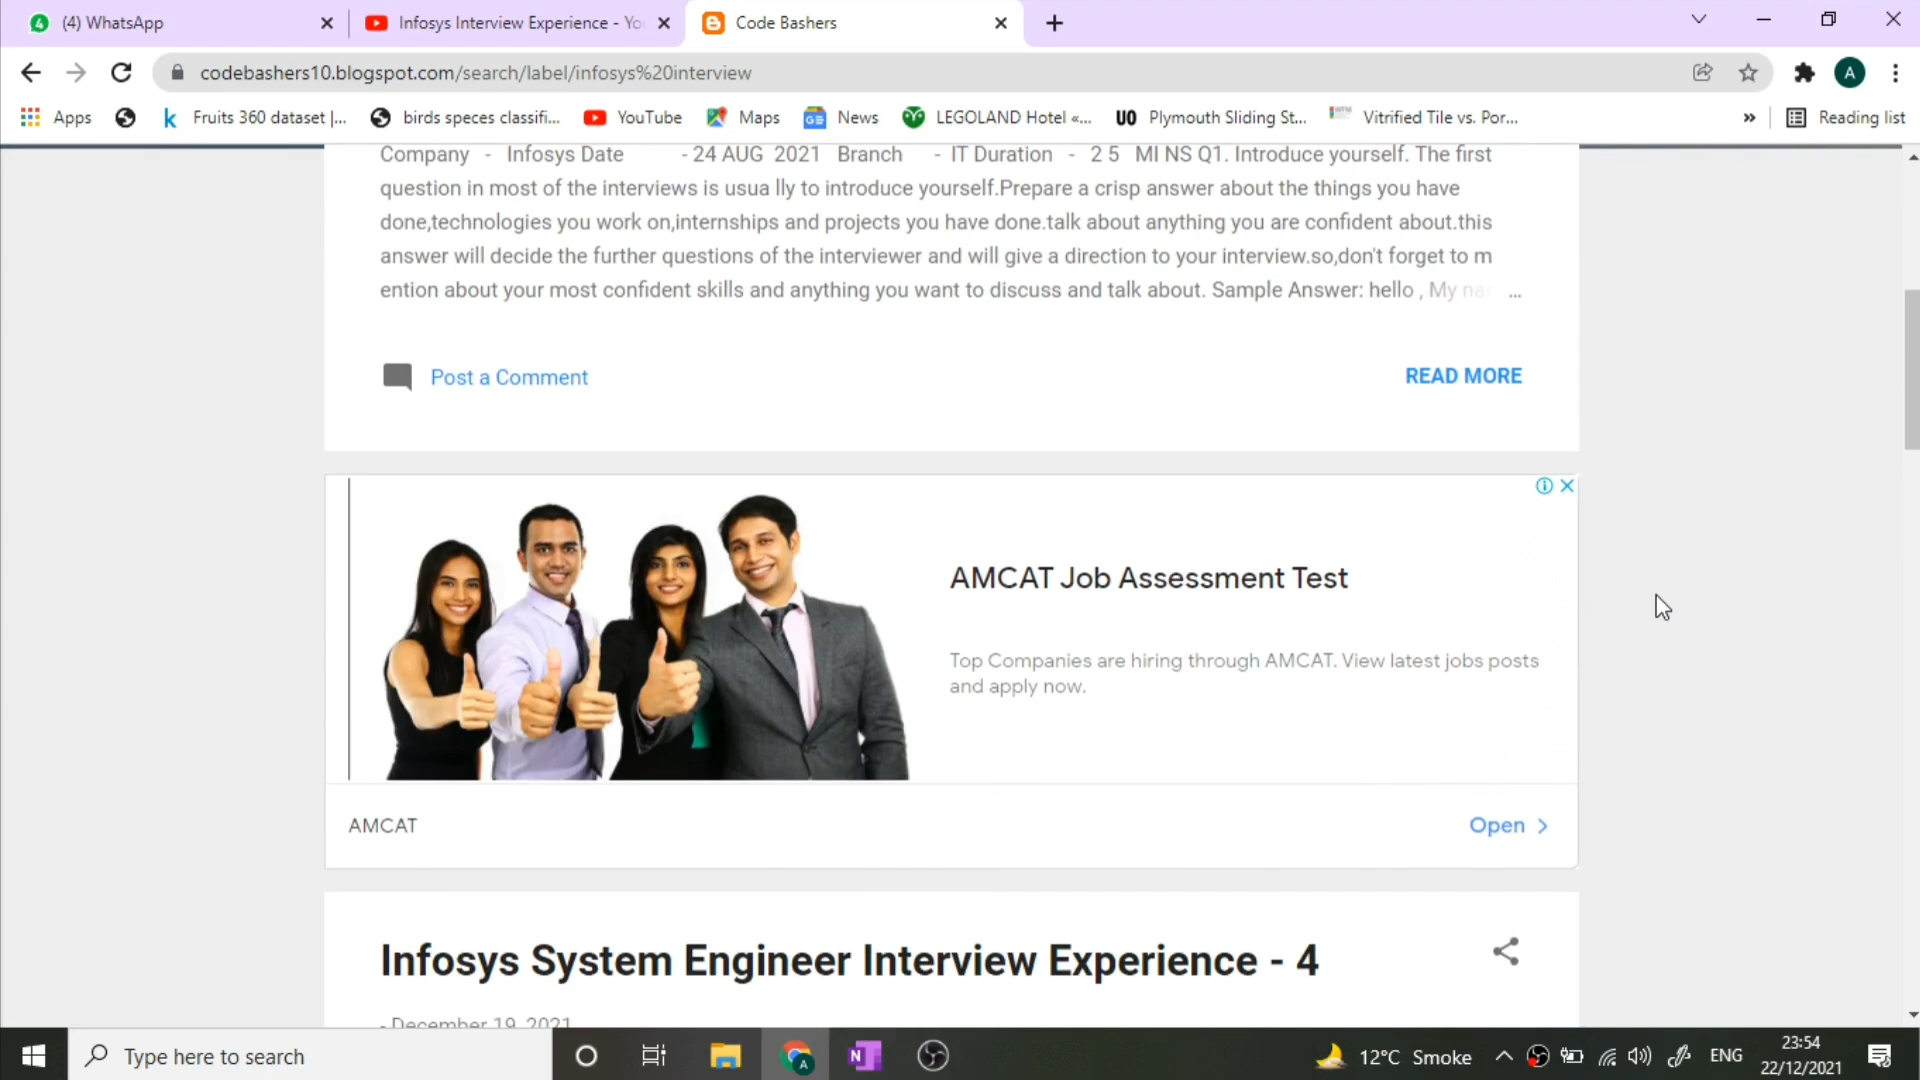 (4) WhatsApp
Infosys Interview Experience - Yo
Code Bashers
codebashers10.blogspot.com/search/label/infosys%20interview
A
Apps
Fruits 360 dataset |...
birds speces classifi...
YouTube
Maps
News
LEGOLAND Hotel «...
UO Plymouth Sliding St...
Vitrified Tile vs. Por...
»
Reading list
Company - Infosys Date - 24 AUG 2021 Branch - IT Duration - 2 5 MI NS Q1. Introduce yourself. The first
question in most of the interviews is usua lly to introduce yourself.Prepare a crisp answer about the things you have
done,technologies you work on,internships and projects you have done.talk about anything you are confident about.this
answer will decide the further questions of the interviewer and will give a direction to your interview.so,don't forget to m
ention about your most confident skills and anything you want to discuss and talk about. Sample Answer: hello , My na ...
Post a Comment
READ MORE
AMCAT Job Assessment Test
Top Companies are hiring through AMCAT. View latest jobs posts
and apply now.
AMCAT
Open
Infosys System Engineer Interview Experience - 4
- December 19, 2021
Type here to search
12°C Smoke
ENG
23:54
22/12/2021